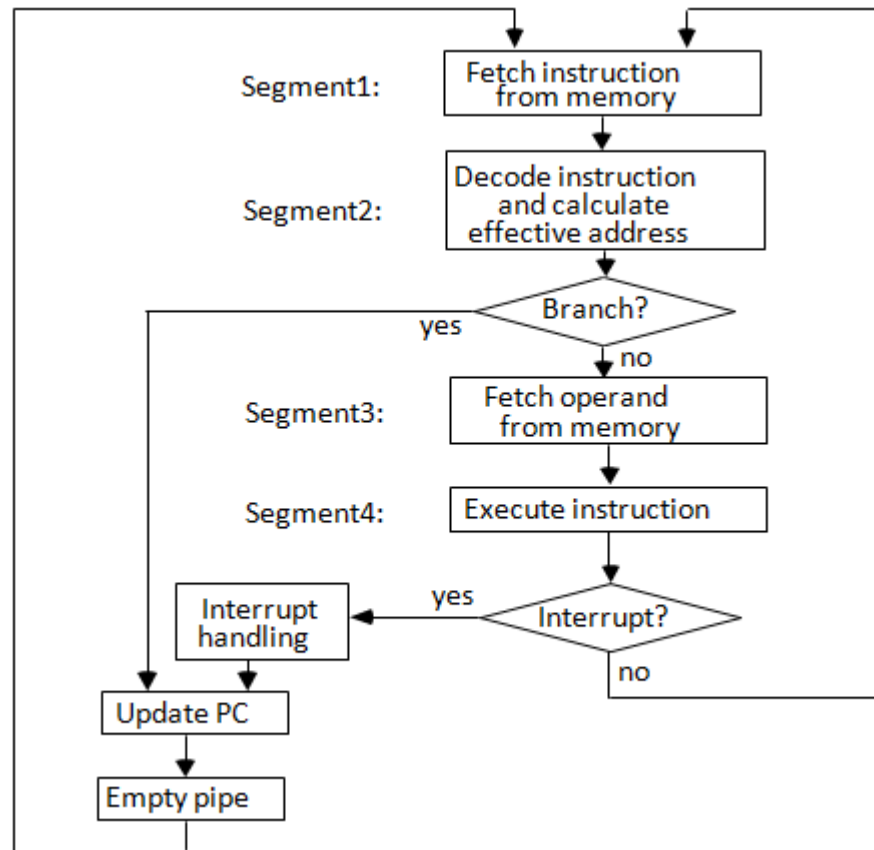 Segment1:
Fetch instruction
from memory
Segment2:
Decode instruction
and calculate
effective address
Branch?
yes
no
Segment3:
Fetch operand
from memory
Segment4:
Execute instruction
Interrupt
handling
yes
Interrupt?
no
Update PC
Empty pipe